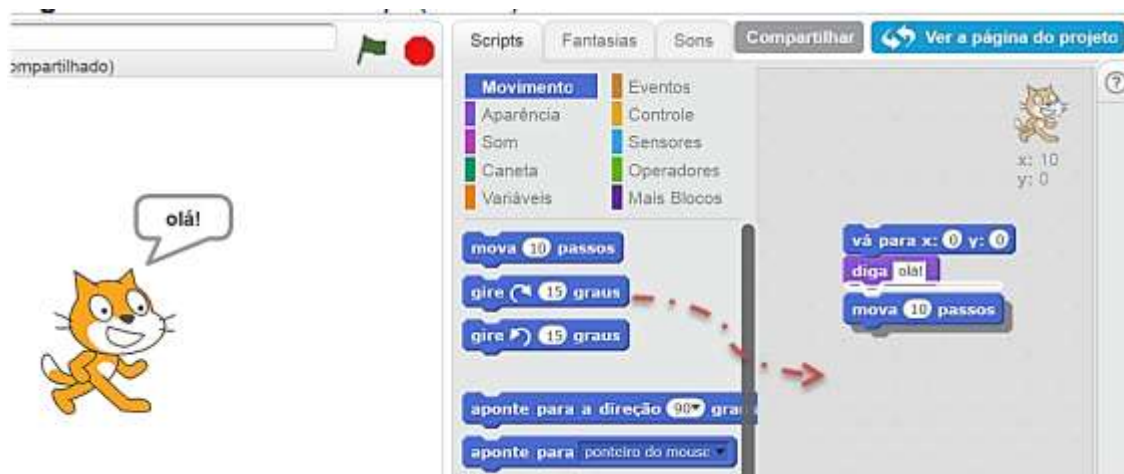 ompartilhado)
olá!
Scripts Fantasias Sons Compartilhar Ver a página do projeto
Movimento Eventos
Aparência Controle
Som Sensores
Caneta Operadores
Variáveis Mais Blocos
mova 10 passos
gire 15 graus
gire 15 graus
aponte para a direção 90 grau
aponte para ponteiro do mouse
x: 10
y: 0
vá para x: 0 y: 0
diga olá!
mova 10 passos
?